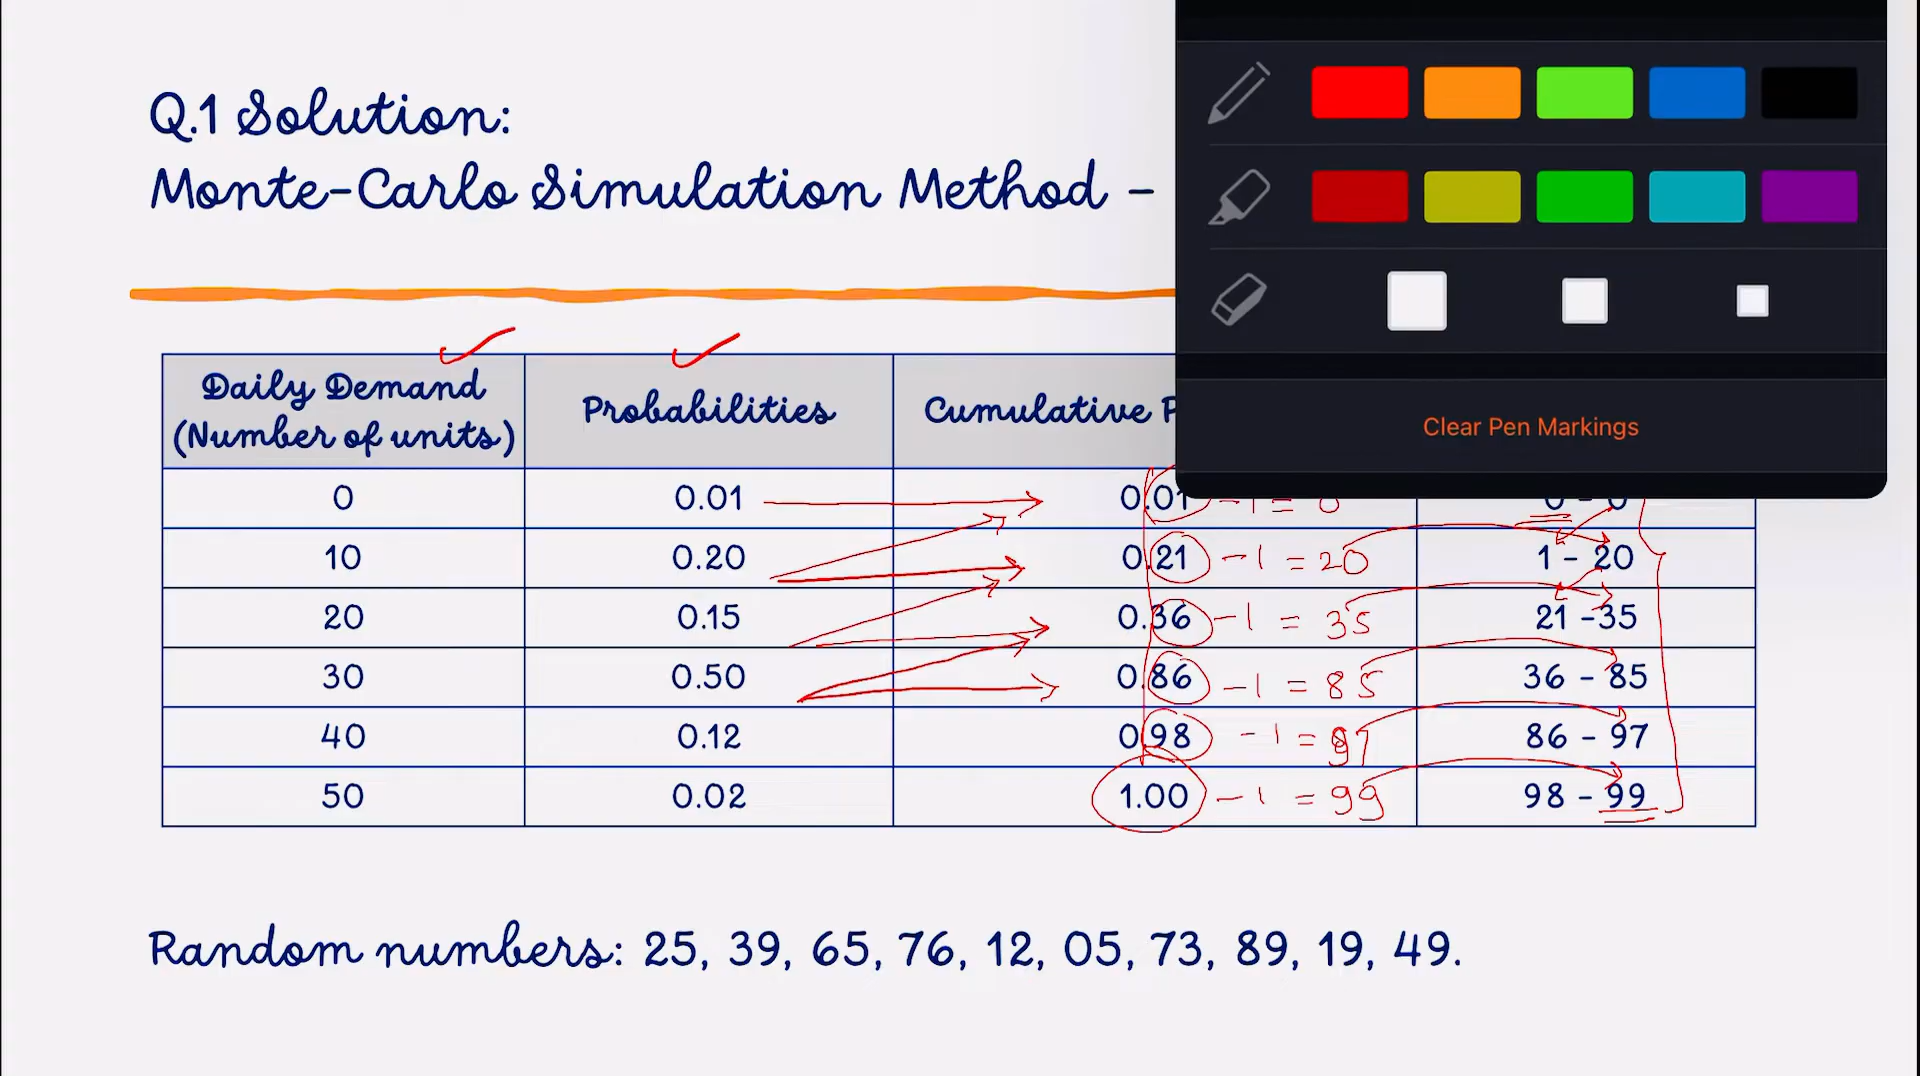 Q.1 Solution:
Monte-Carlo Simulation Method –
Daily Demand (Number of units) Probabilities Cumulative
0 0.01 0.01 – 1 = 0 0 – 0
10 0.20 0.21 – 1 = 20 1 – 20
20 0.15 0.36 – 1 = 35 21 –35
30 0.50 0.86 – 1 = 85 36 – 85
40 0.12 0.98 – 1 = 97 86 – 97
50 0.02 1.00 – 1 = 99 98 – 99
Random numbers: 25, 39, 65, 76, 12, 05, 73, 89, 19, 49.
Clear Pen Markings